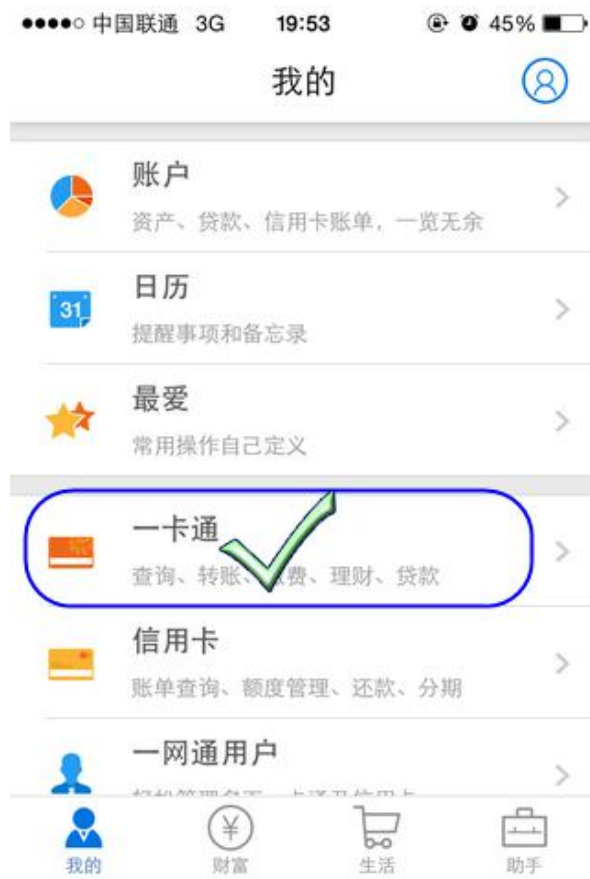 中国联通 3G 19:53 45%
我的
账户
资产、贷款、信用卡账单，一览无余
31
日历
提醒事项和备忘录
最爱
常用操作自己定义
一卡通
查询、转账、费、理财、贷款
信用卡
账单查询、额度管理、还款、分期
一网通用户
我的 财富 生活 助手